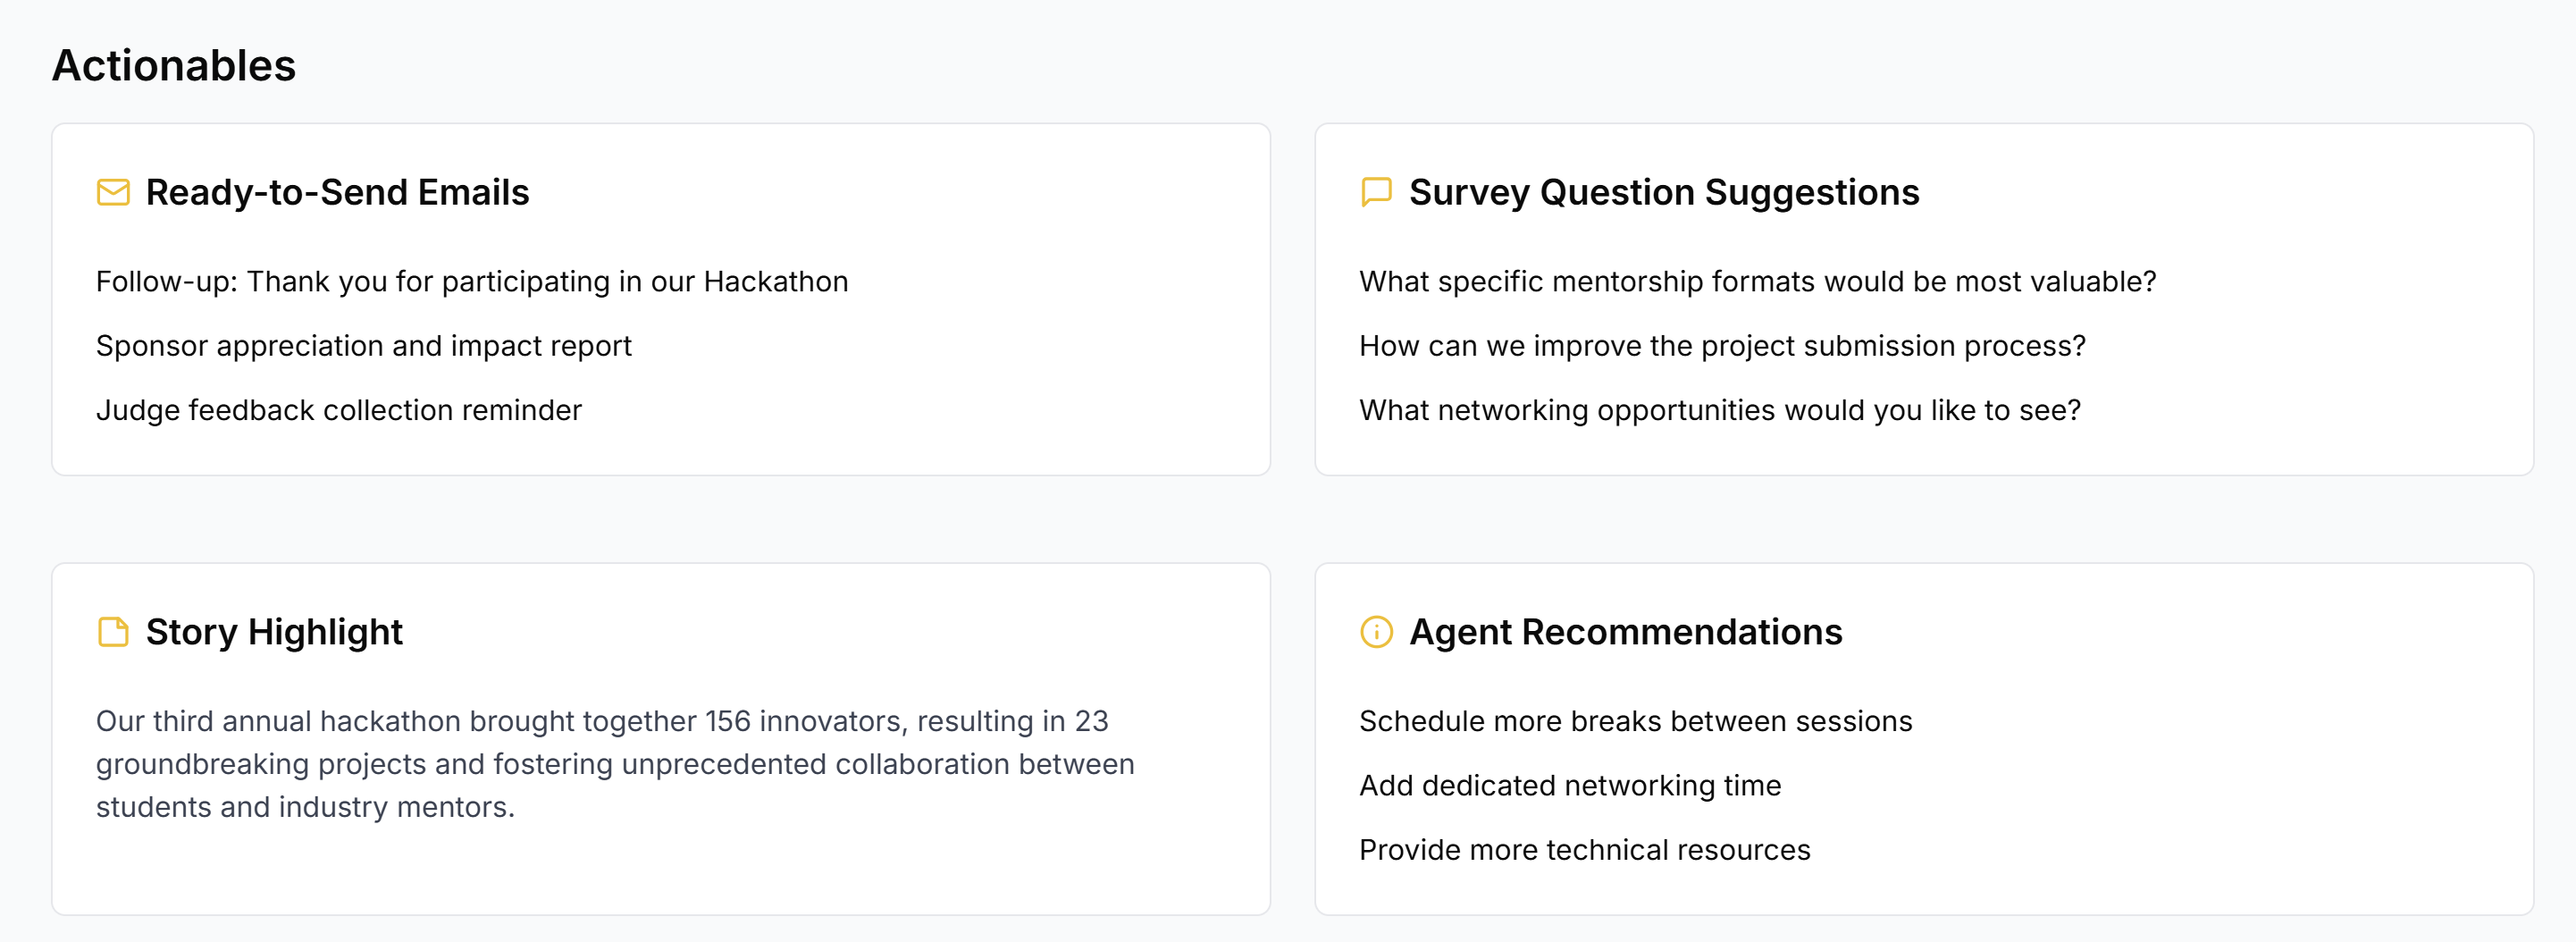 Actionables
Ready-to-Send Emails
Follow-up: Thank you for participating in our Hackathon
Sponsor appreciation and impact report
Judge feedback collection reminder
Survey Question Suggestions
What specific mentorship formats would be most valuable?
How can we improve the project submission process?
What networking opportunities would you like to see?
Story Highlight
Our third annual hackathon brought together 156 innovators, resulting in 23
groundbreaking projects and fostering unprecedented collaboration between
students and industry mentors.
Agent Recommendations
Schedule more breaks between sessions
Add dedicated networking time
Provide more technical resources